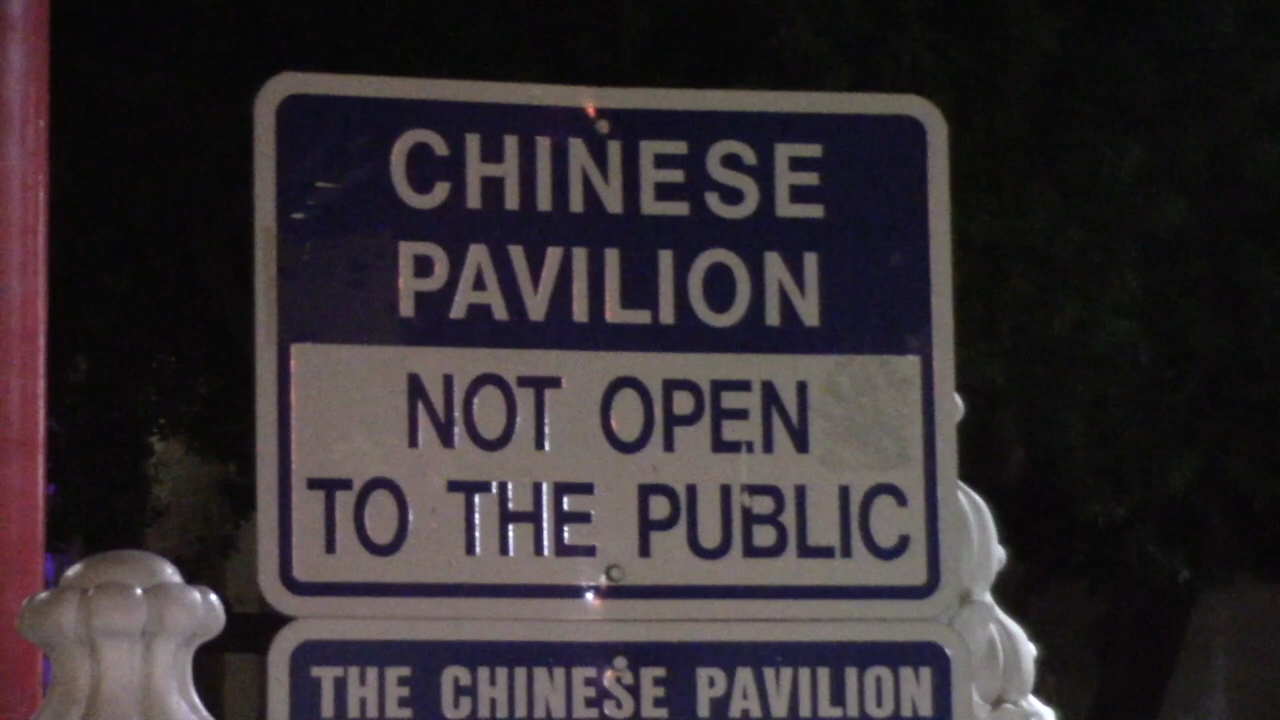 CHINESE
PAVILION
NOT OPEN
TO THE PUBLIC
THE CHINESE PAVILION